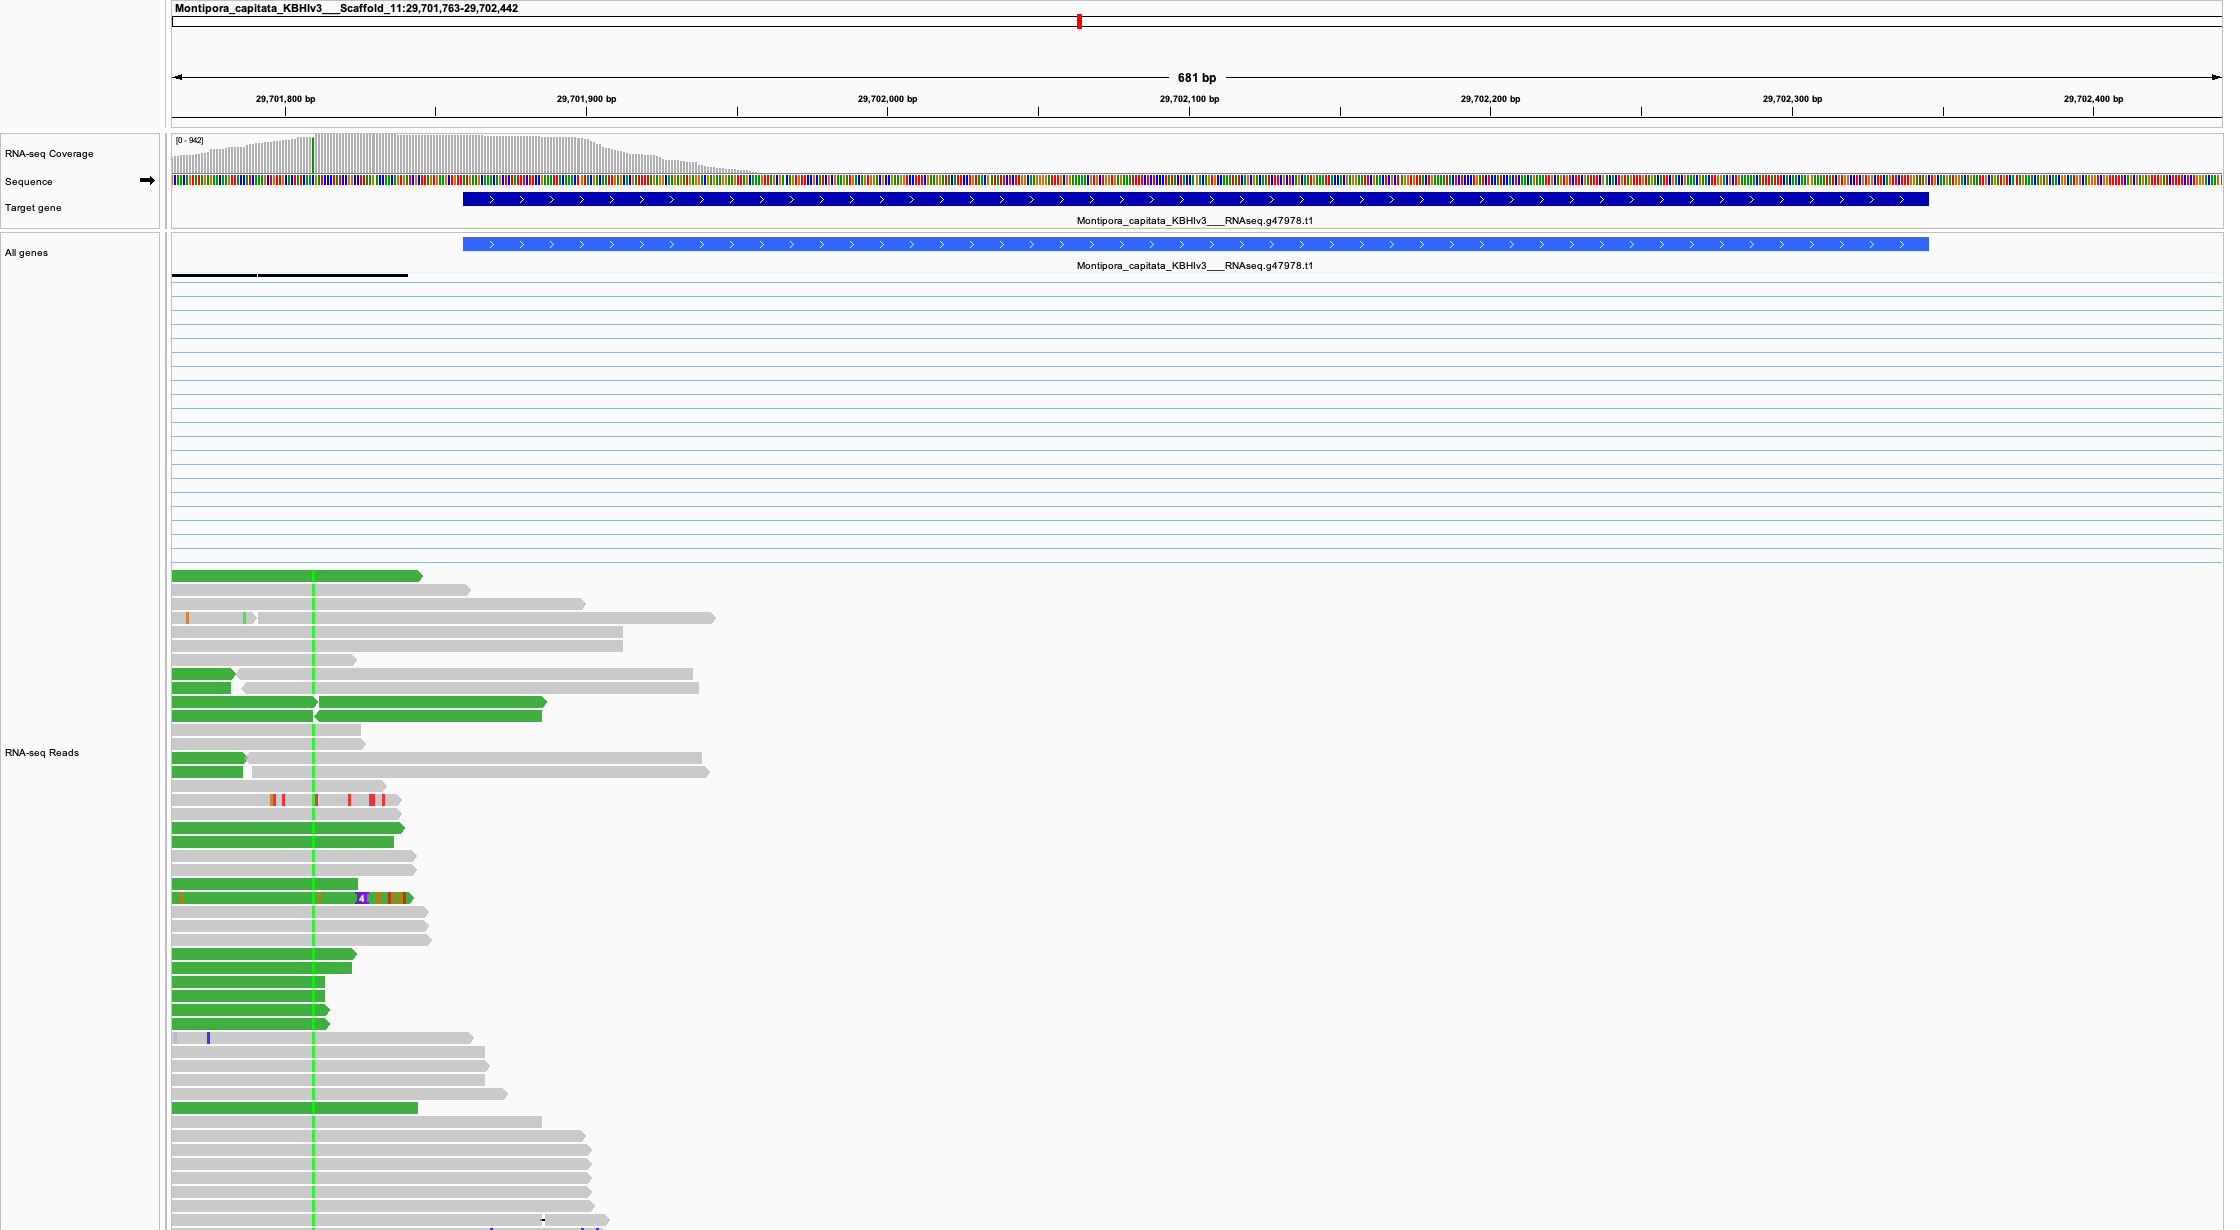 Montipora_capitata_KBHIv3___Scaffold_11:29,701,763-29,702,442
681 bp
29,701,800 bp 29,701,900 bp 29,702,000 bp 29,702,100 bp 29,702,200 bp 29,702,300 bp 29,702,400 bp
[0 - 942]
RNA-seq Coverage
Sequence
Target gene
Montipora_capitata_KBHIv3___RNAseq.g47978.t1
All genes
Montipora_capitata_KBHIv3___RNAseq.g47978.t1
RNA-seq Reads
4